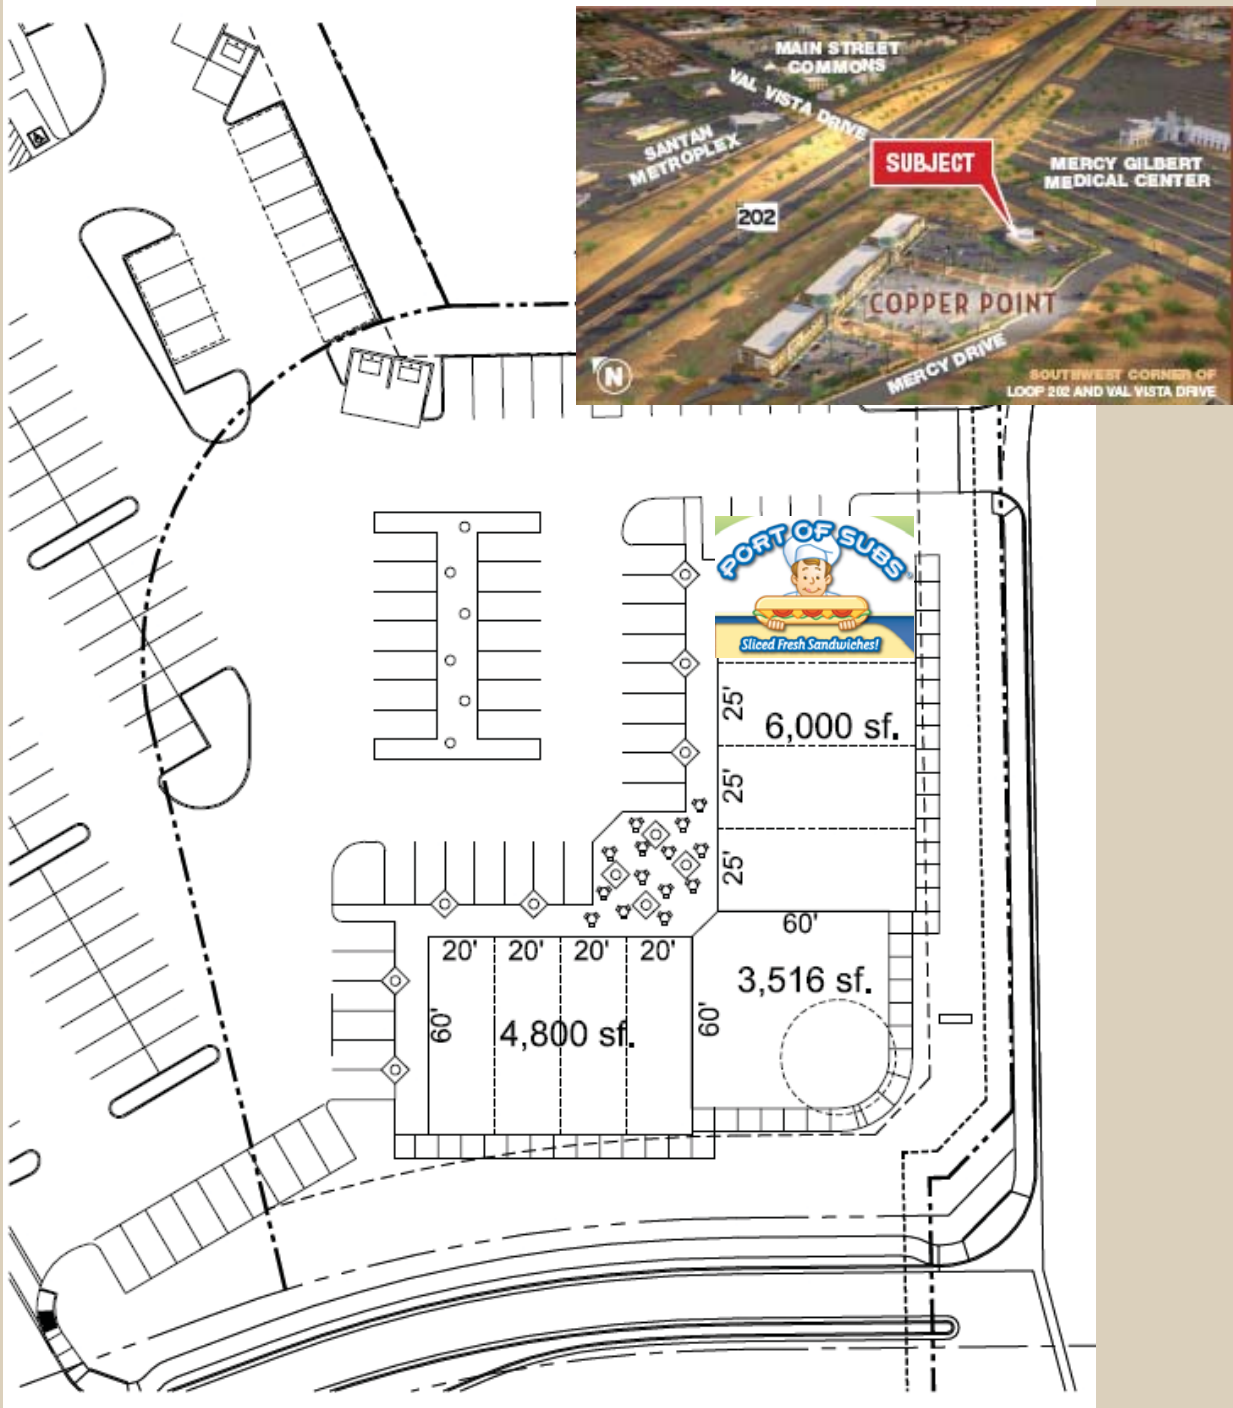 MAIN STREET
COMMONS
VAL VISTA DRIVE
SANTAN
METROPLEX
SUBJECT
MERCY GILBERT
MEDICAL CENTER
202
COPPER POINT
MERCY DRIVE
N
SOUTHWEST CORNER OF
LOOP 202 AND VAL VISTA DRIVE
PORT OF SUBS
Sliced Fresh Sandwiches!
25'
6,000 sf.
25'
25'
60'
20' 20' 20' 20'
3,516 sf.
60'
4,800 sf.
60'